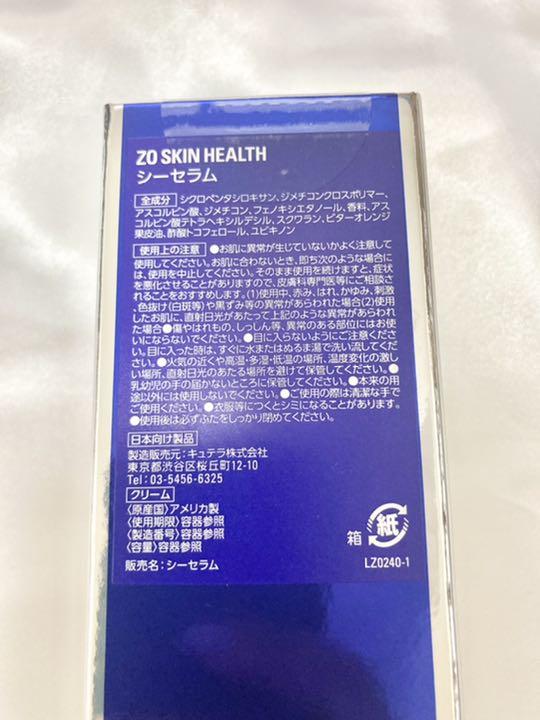 ZO SKIN HEALTH
シーセラム
全成分 シクロペンタシロキサン、ジメチコンクロスポリマー、
アスコルビン酸、ジメチコン、フェノキシエタノール、香料、アス
コルビン酸テトラヘキシルデシル、スクワラン、ビターオレンジ
果皮油、酢酸トコフェロール、ユビキノン
使用上の注意 ●お肌に異常が生じていないかよく注意して
使用してください。お肌に合わないとき、即ち次のような場合に
は、使用を中止してください。そのまま使用を続けますと、症状
を悪化させることがありますので、皮膚科専門医等にご相談さ
れることをおすすめします。(1)使用中、赤み、はれ、かゆみ、刺激
、色抜け(白斑等)や黒ずみ等の異常があらわれた場合(2)使用
したお肌に、直射日光があたって上記のような異常があらわれ
た場合●傷やはれもの、しっしん等、異常のある部位にはお使
いにならないでください。●目に入らないようにご注意くださ
い。目に入った時は、すぐに水またはぬるま湯で洗い流してくだ
さい。●火気の近くや高温・多湿・低温の場所、温度変化の激し
い場所、直射日光のあたる場所を避けて保管してください。●
乳幼児の手の届かないところに保管してください。●本来の用
途以外には使用しないでください。●ご使用の際は清潔な手で
ご使用ください。●衣服等につくとシミになることがあります。
●使用後は必ずふたをしっかり閉めてください。
日本向け製品
製造販売元:キュテラ株式会社
東京都渋谷区桜丘町12-10
Tel: 03-5456-6325
クリーム
〈原産国〉アメリカ製
〈使用期限〉容器参照
〈製造番号〉容器参照
〈容量〉容器参照
販売名:シーセラム
箱 紙
LZ0240-1